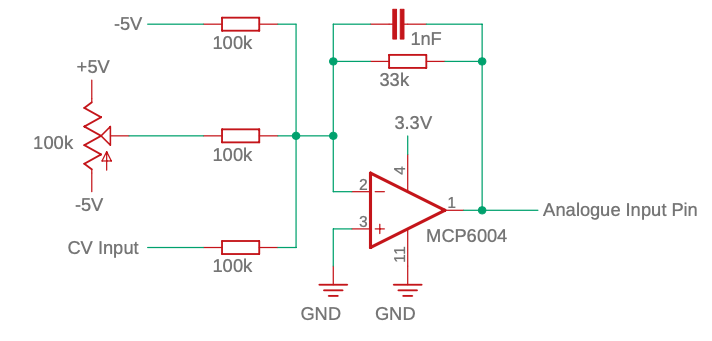 -5V
100k
1nF
+5V
33k
100k
100k
3.3V
4
2
-5V
1
Analogue Input Pin
3
MCP6004
CV Input
11
100k
GND
GND